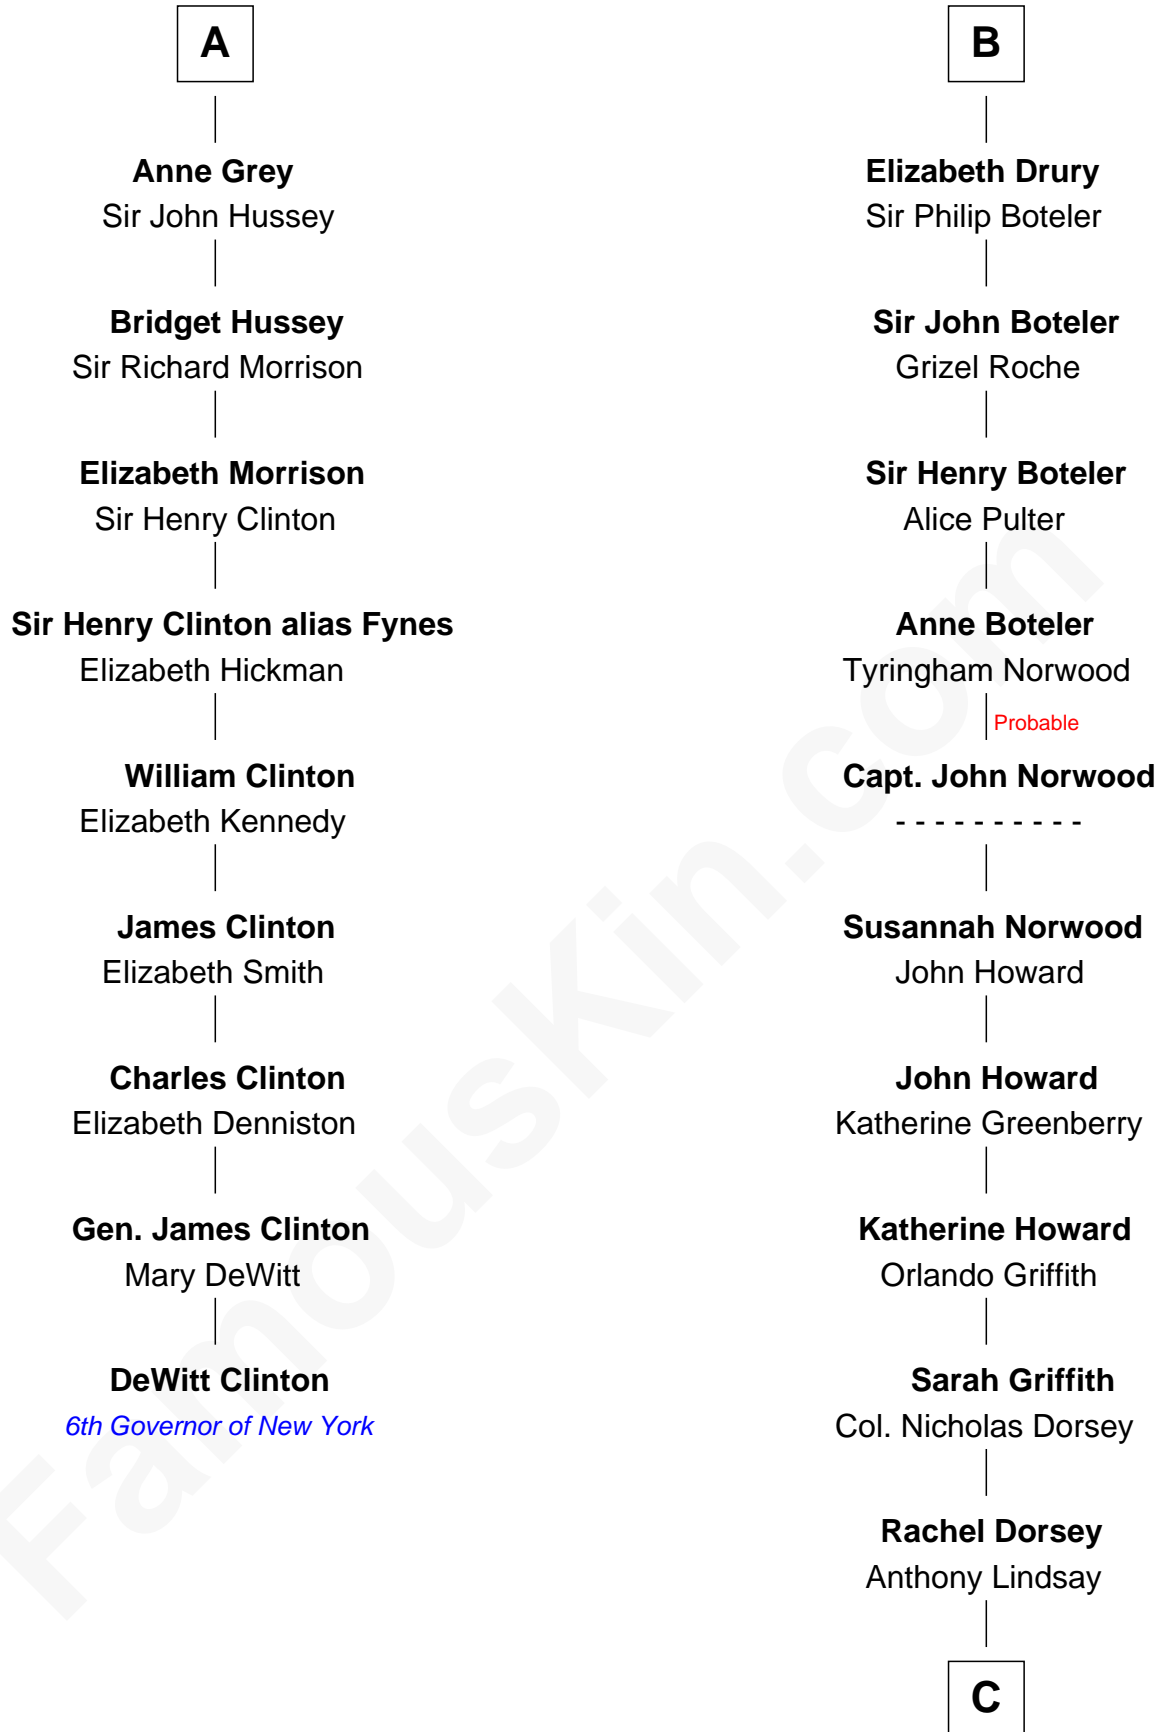 A
Anne Grey
Sir John Hussey
Bridget Hussey
Sir Richard Morrison
Elizabeth Morrison
Sir Henry Clinton
Sir Henry Clinton alias Fynes
Elizabeth Hickman
William Clinton
Elizabeth Kennedy
James Clinton
Elizabeth Smith
Charles Clinton
Elizabeth Denniston
Gen. James Clinton
Mary DeWitt
DeWitt Clinton
6th Governor of New York
B
Elizabeth Drury
Sir Philip Boteler
Sir John Boteler
Grizel Roche
Sir Henry Boteler
Alice Pulter
Anne Boteler
Tyringham Norwood
Probable
Capt. John Norwood
- - - - - - - - - -
Susannah Norwood
John Howard
John Howard
Katherine Greenberry
Katherine Howard
Orlando Griffith
Sarah Griffith
Col. Nicholas Dorsey
Rachel Dorsey
Anthony Lindsay
C
FamousKin.com